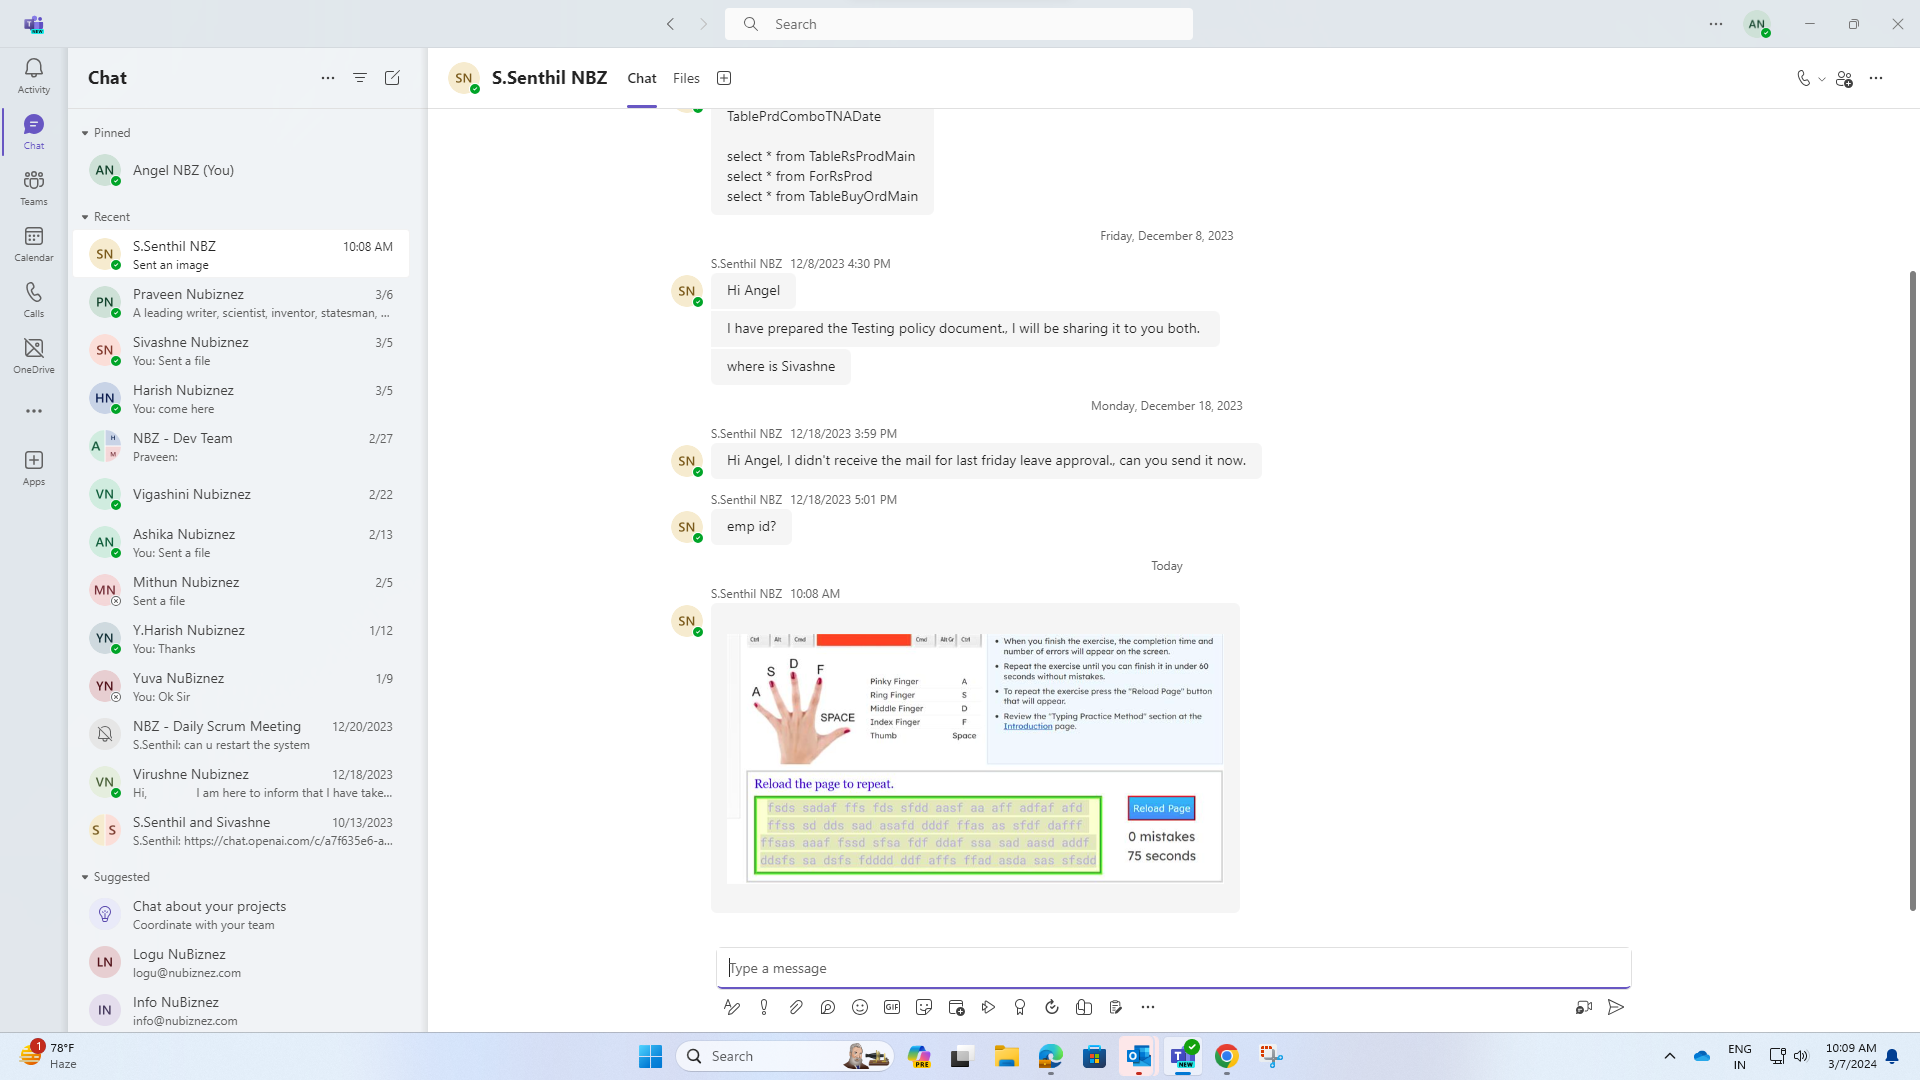 Search
AN
Activity
Chat
Teams
Calendar
Calls
OneDrive
Apps
Chat
Pinned
AN
Angel NBZ (You)
Recent
SN
S.Senthil NBZ 10:08 AM
Sent an image
PN
Praveen Nubiznez 3/6
A leading writer, scientist, inventor, statesman, ...
SN
Sivashne Nubiznez 3/5
You: Sent a file
HN
Harish Nubiznez 3/5
You: come here
A H M
NBZ - Dev Team 2/27
Praveen:
VN
Vigashini Nubiznez 2/22
AN
Ashika Nubiznez 2/13
You: Sent a file
MN
Mithun Nubiznez 2/5
Sent a file
YN
Y.Harish Nubiznez 1/12
You: Thanks
YN
Yuva NuBiznez 1/9
You: Ok Sir
NBZ - Daily Scrum Meeting 12/20/2023
S.Senthil: can u restart the system
VN
Virushne Nubiznez 12/18/2023
Hi, I am here to inform that I have take...
S S
S.Senthil and Sivashne 10/13/2023
S.Senthil: https://chat.openai.com/c/a7f635e6-a...
Suggested
Chat about your projects
Coordinate with your team
LN
Logu NuBiznez
logu@nubiznez.com
IN
Info NuBiznez
info@nubiznez.com
SN S.Senthil NBZ Chat Files
TablePrdComboTNADate
select * from TableRsProdMain
select * from ForRsProd
select * from TableBuyOrdMain
Friday, December 8, 2023
S.Senthil NBZ 12/8/2023 4:30 PM
SN
Hi Angel
I have prepared the Testing policy document., I will be sharing it to you both.
where is Sivashne
Monday, December 18, 2023
S.Senthil NBZ 12/18/2023 3:59 PM
SN
Hi Angel, I didn't receive the mail for last friday leave approval., can you send it now.
S.Senthil NBZ 12/18/2023 5:01 PM
SN
emp id?
Today
S.Senthil NBZ 10:08 AM
SN
Ctrl Alt Cmd Cmd Alt Gr Ctrl
A S D F
SPACE
Pinky Finger A
Ring Finger S
Middle Finger D
Index Finger F
Thumb Space
• When you finish the exercise, the completion time and
number of errors will appear on the screen.
• Repeat the exercise until you can finish it in under 60
seconds without mistakes.
• To repeat the exercise press the "Reload Page" button
that will appear.
• Review the "Typing Practice Method" section at the
Introduction page.
Reload the page to repeat.
fsds sadaf ffs fds sfdd aasf aa aff adfaf afd
ffss sd dds sad asafd dddf ffas as sfdf dafff
ffsas aaaf fssd sfsa fdf ddaf ssa sad aasd addf
ddsfs sa dsfs fdddd ddf affs ffad asda sas sfsdd
Reload Page
0 mistakes
75 seconds
Type a message
GIF
1
78°F
Haze
Search
PRE
NEW
ENG
IN
10:09 AM
3/7/2024